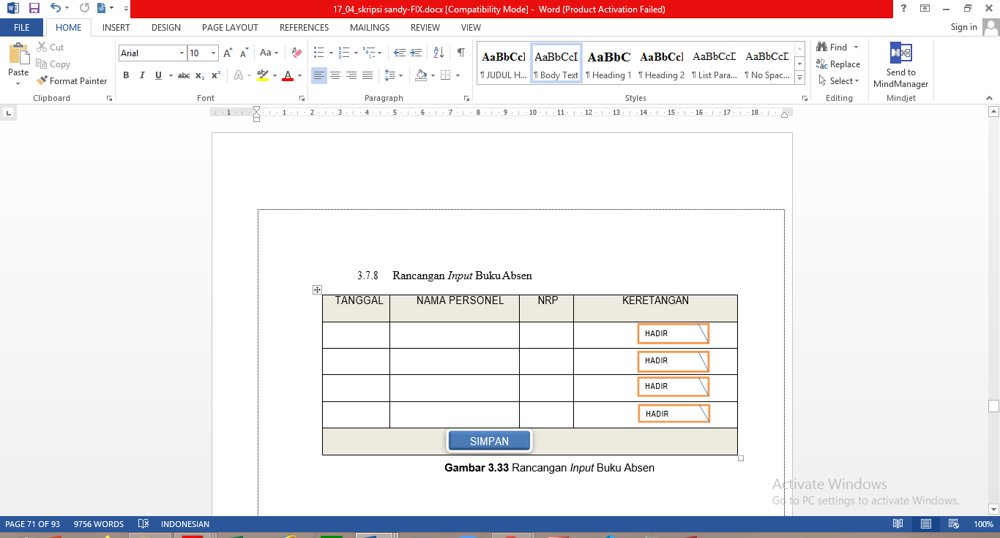 17_04_skripsi sandy-FIX.docx [Compatibility Mode] - Word (Product Activation Failed)
FILE HOME INSERT DESIGN PAGE LAYOUT REFERENCES MAILINGS REVIEW VIEW Sign in
Paste
Cut
Copy
Format Painter
Clipboard
Arial 10
Font
Paragraph
AaBbCcI AaBbCcI AaBbC AaBbCcI AaBbCcI AaBbCcI
¶ JUDUL H... ¶ Body Text ¶ Heading 1 ¶ Heading 2 ¶ List Para... ¶ No Spac...
Styles
Find
Replace
Select
Editing
Send to
MindManager
Mindjet
1 1 2 3 4 5 6 7 8 9 10 11 12 13 14 15 16 17 18
3.7.8 Rancangan Input Buku Absen
TANGGAL NAMA PERSONEL NRP KERETANGAN
HADIR
HADIR
HADIR
HADIR
SIMPAN
Gambar 3.33 Rancangan Input Buku Absen
Activate Windows
Go to PC settings to activate Windows.
PAGE 71 OF 93 9756 WORDS INDONESIAN 100%